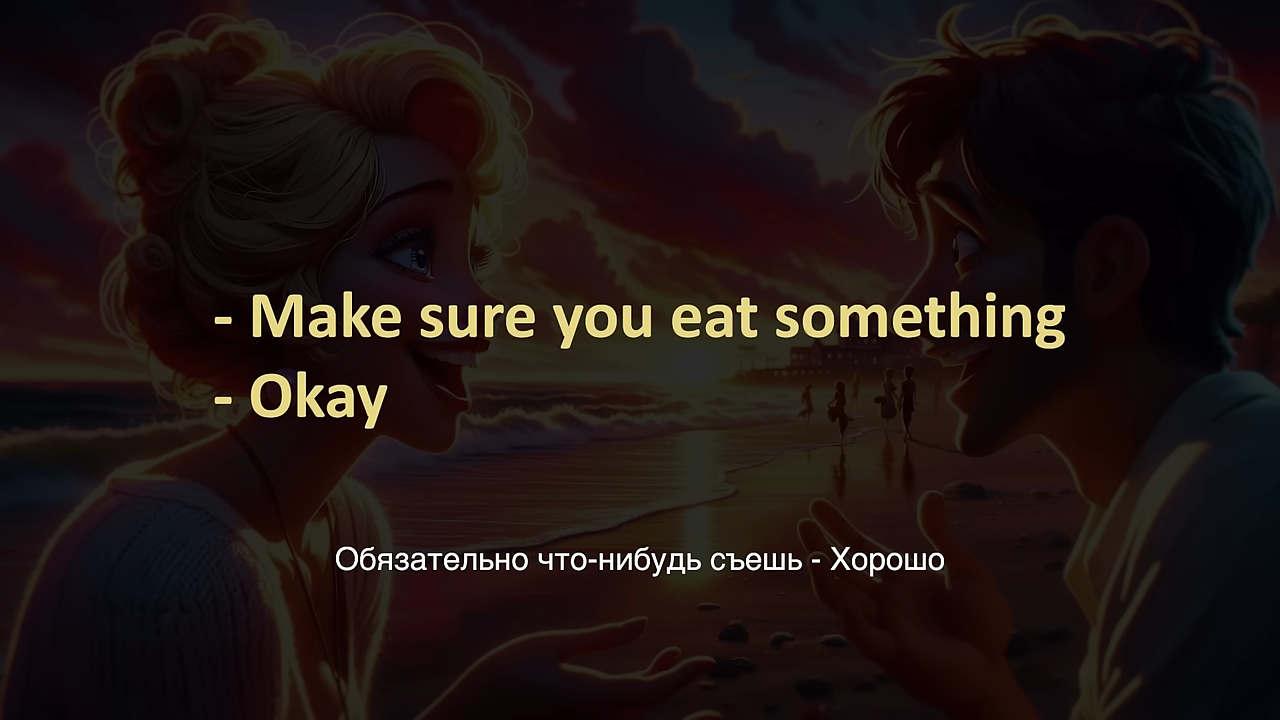 - Make sure you eat something
- Okay
Обязательно что-нибудь съешь - Хорошо